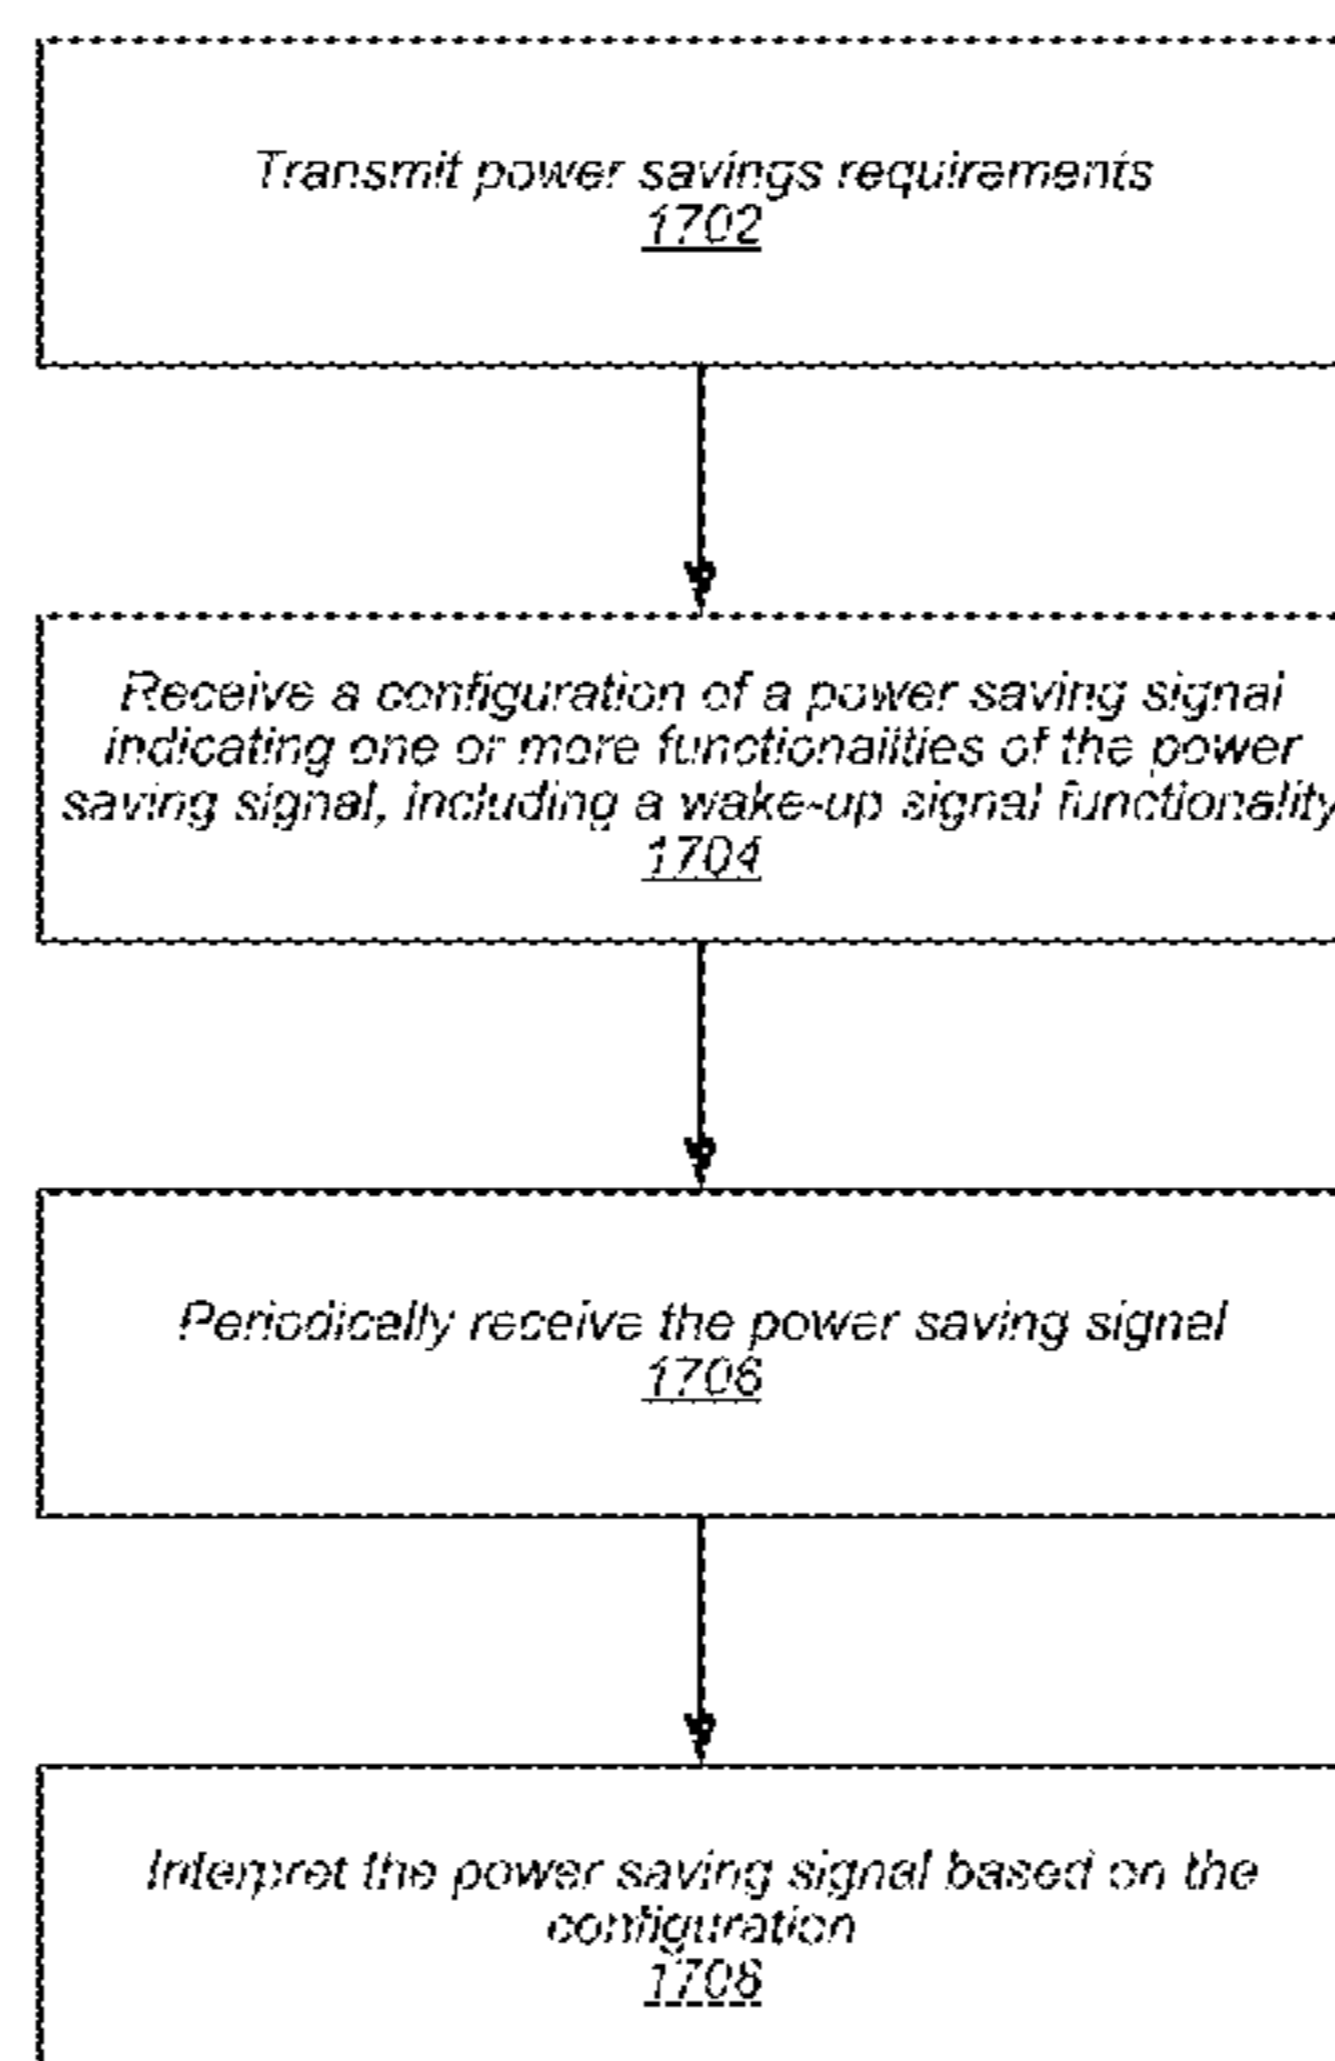 Transmit power savings requirements
1702
Receive a configuration of a power saving signal
indicating one or more functionalities of the power
saving signal, including a wake-up signal functionality
1704
Periodically receive the power saving signal
1706
Interpret the power saving signal based on the
configuration
1708